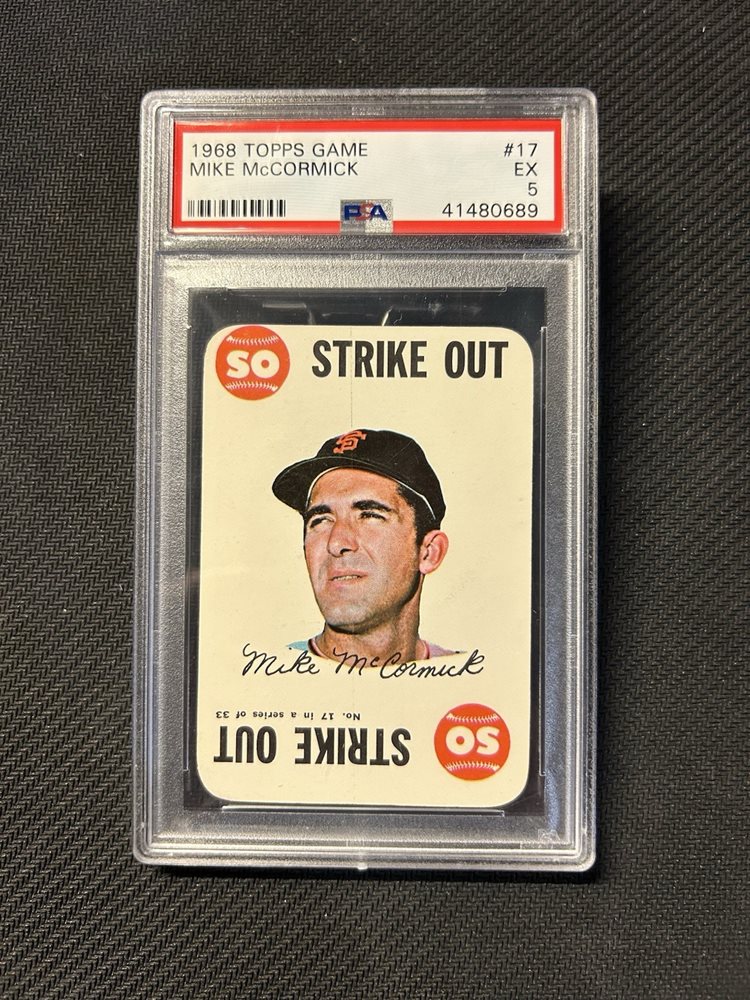 1968 TOPPS GAME #17
MIKE McCORMICK EX
5
PSA 41480689
SO STRIKE OUT
SF
Mike McCormick
No. 17 in a series of 33
STRIKE OUT SO